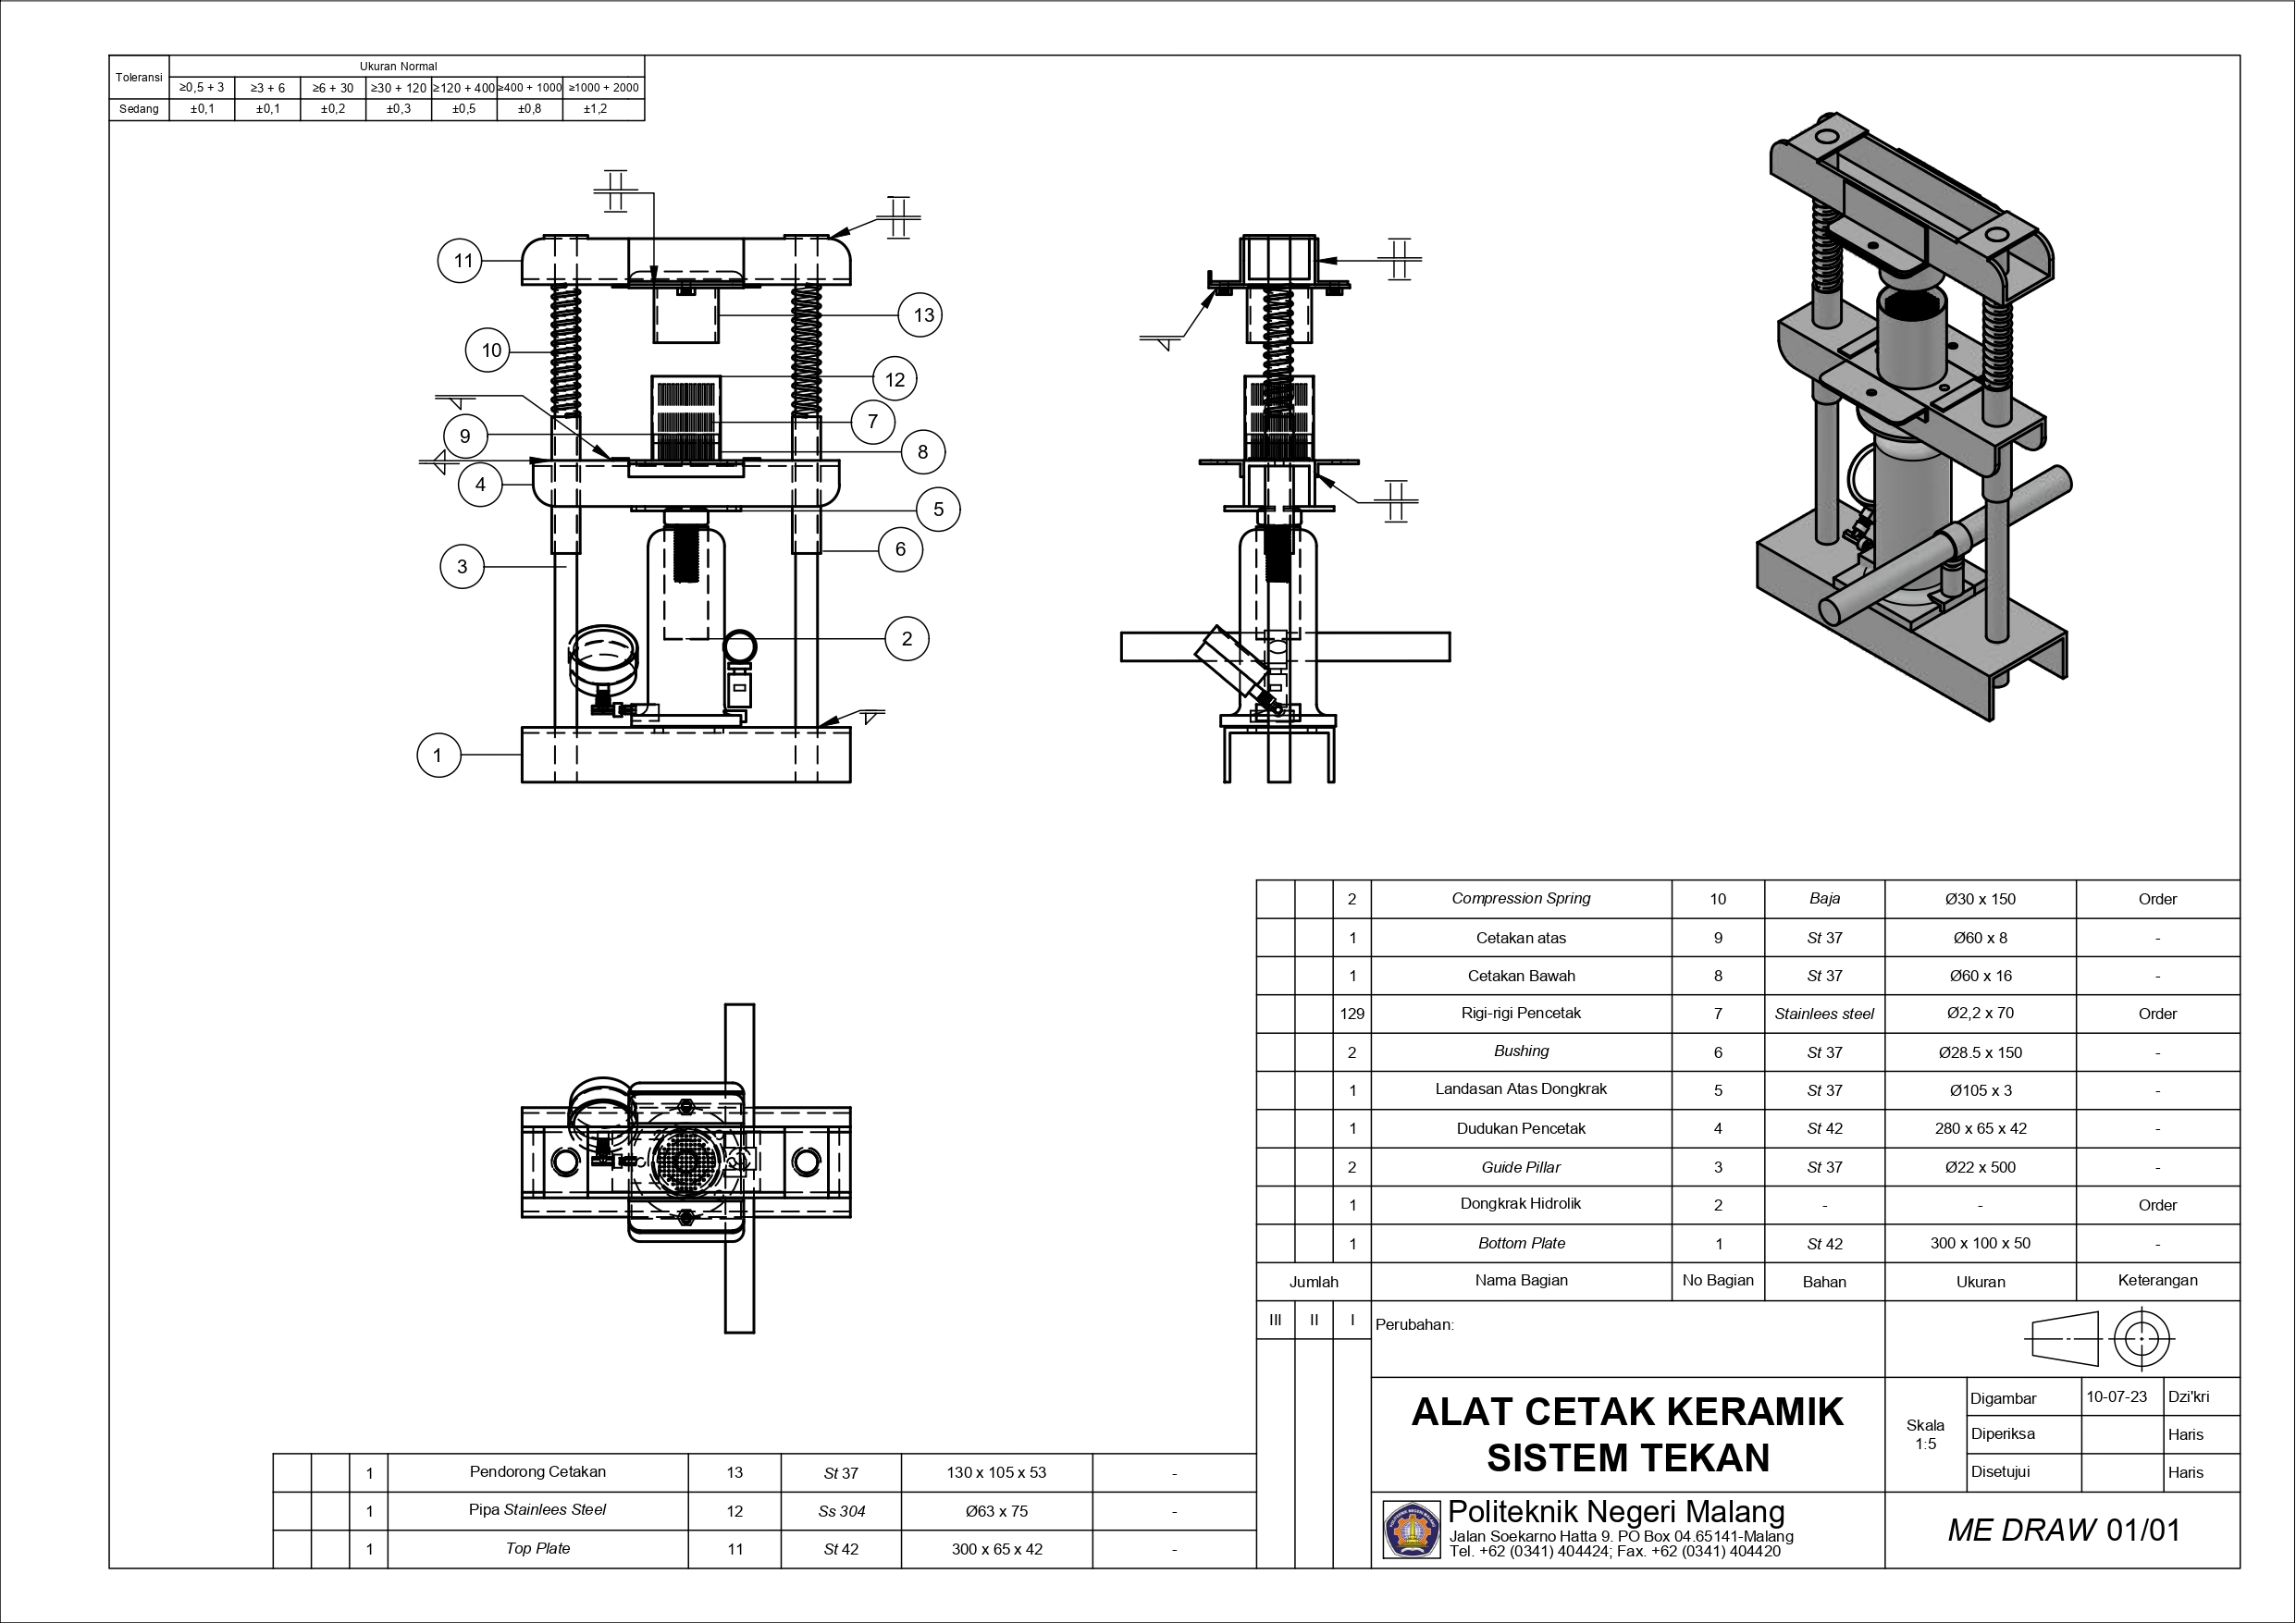 Toleransi
Ukuran Normal
≥0,5 + 3 ≥3 + 6 ≥6 + 30 ≥30 + 120 ≥120 + 400 ≥400 + 1000 ≥1000 + 2000
Sedang ±0,1 ±0,1 ±0,2 ±0,3 ±0,5 ±0,8 ±1,2
11
13
10
12
7
9
8
4
5
6
3
2
1
2 Compression Spring 10 Baja Ø30 x 150 Order
1 Cetakan atas 9 St 37 Ø60 x 8 -
1 Cetakan Bawah 8 St 37 Ø60 x 16 -
129 Rigi-rigi Pencetak 7 Stainlees steel Ø2,2 x 70 Order
2 Bushing 6 St 37 Ø28.5 x 150 -
1 Landasan Atas Dongkrak 5 St 37 Ø105 x 3 -
1 Dudukan Pencetak 4 St 42 280 x 65 x 42 -
2 Guide Pillar 3 St 37 Ø22 x 500 -
1 Dongkrak Hidrolik 2 - - Order
1 Bottom Plate 1 St 42 300 x 100 x 50 -
Jumlah Nama Bagian No Bagian Bahan Ukuran Keterangan
III II I Perubahan:
ALAT CETAK KERAMIK
SISTEM TEKAN
Skala
1:5
Digambar 10-07-23 Dzi'kri
Diperiksa Haris
Disetujui Haris
1 Pendorong Cetakan 13 St 37 130 x 105 x 53 -
1 Pipa Stainlees Steel 12 Ss 304 Ø63 x 75 -
1 Top Plate 11 St 42 300 x 65 x 42 -
Politeknik Negeri Malang
Jalan Soekarno Hatta 9. PO Box 04.65141-Malang
Tel. +62 (0341) 404424; Fax. +62 (0341) 404420
ME DRAW 01/01